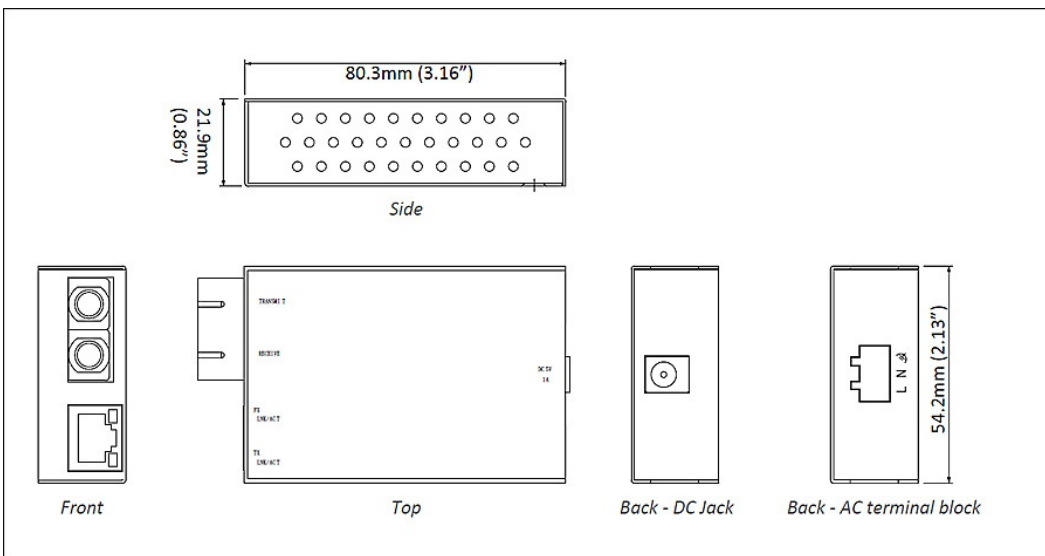 80.3mm (3.16”)
21.9mm
(0.86”)
Side
TRANSMIT
RECEIVE
FX
LNK/ACT
TX
LNK/ACT
DC 5V
1A
L N
54.2mm (2.13”)
Front
Top
Back - DC Jack
Back - AC terminal block